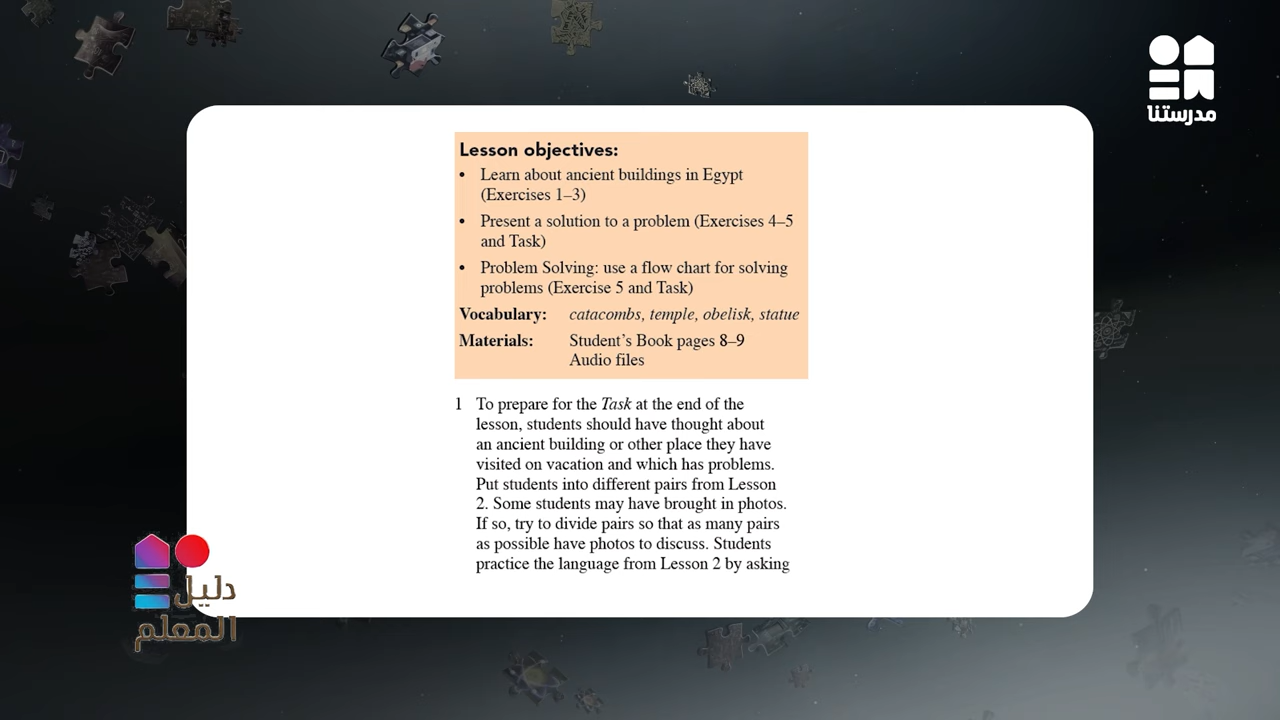 مدرستنا
Lesson objectives:
• Learn about ancient buildings in Egypt
(Exercises 1–3)
• Present a solution to a problem (Exercises 4–5
and Task)
• Problem Solving: use a flow chart for solving
problems (Exercise 5 and Task)
Vocabulary: catacombs, temple, obelisk, statue
Materials: Student’s Book pages 8–9
Audio files
1 To prepare for the Task at the end of the
lesson, students should have thought about
an ancient building or other place they have
visited on vacation and which has problems.
Put students into different pairs from Lesson
2. Some students may have brought in photos.
If so, try to divide pairs so that as many pairs
as possible have photos to discuss. Students
practice the language from Lesson 2 by asking
دليل
المعلم